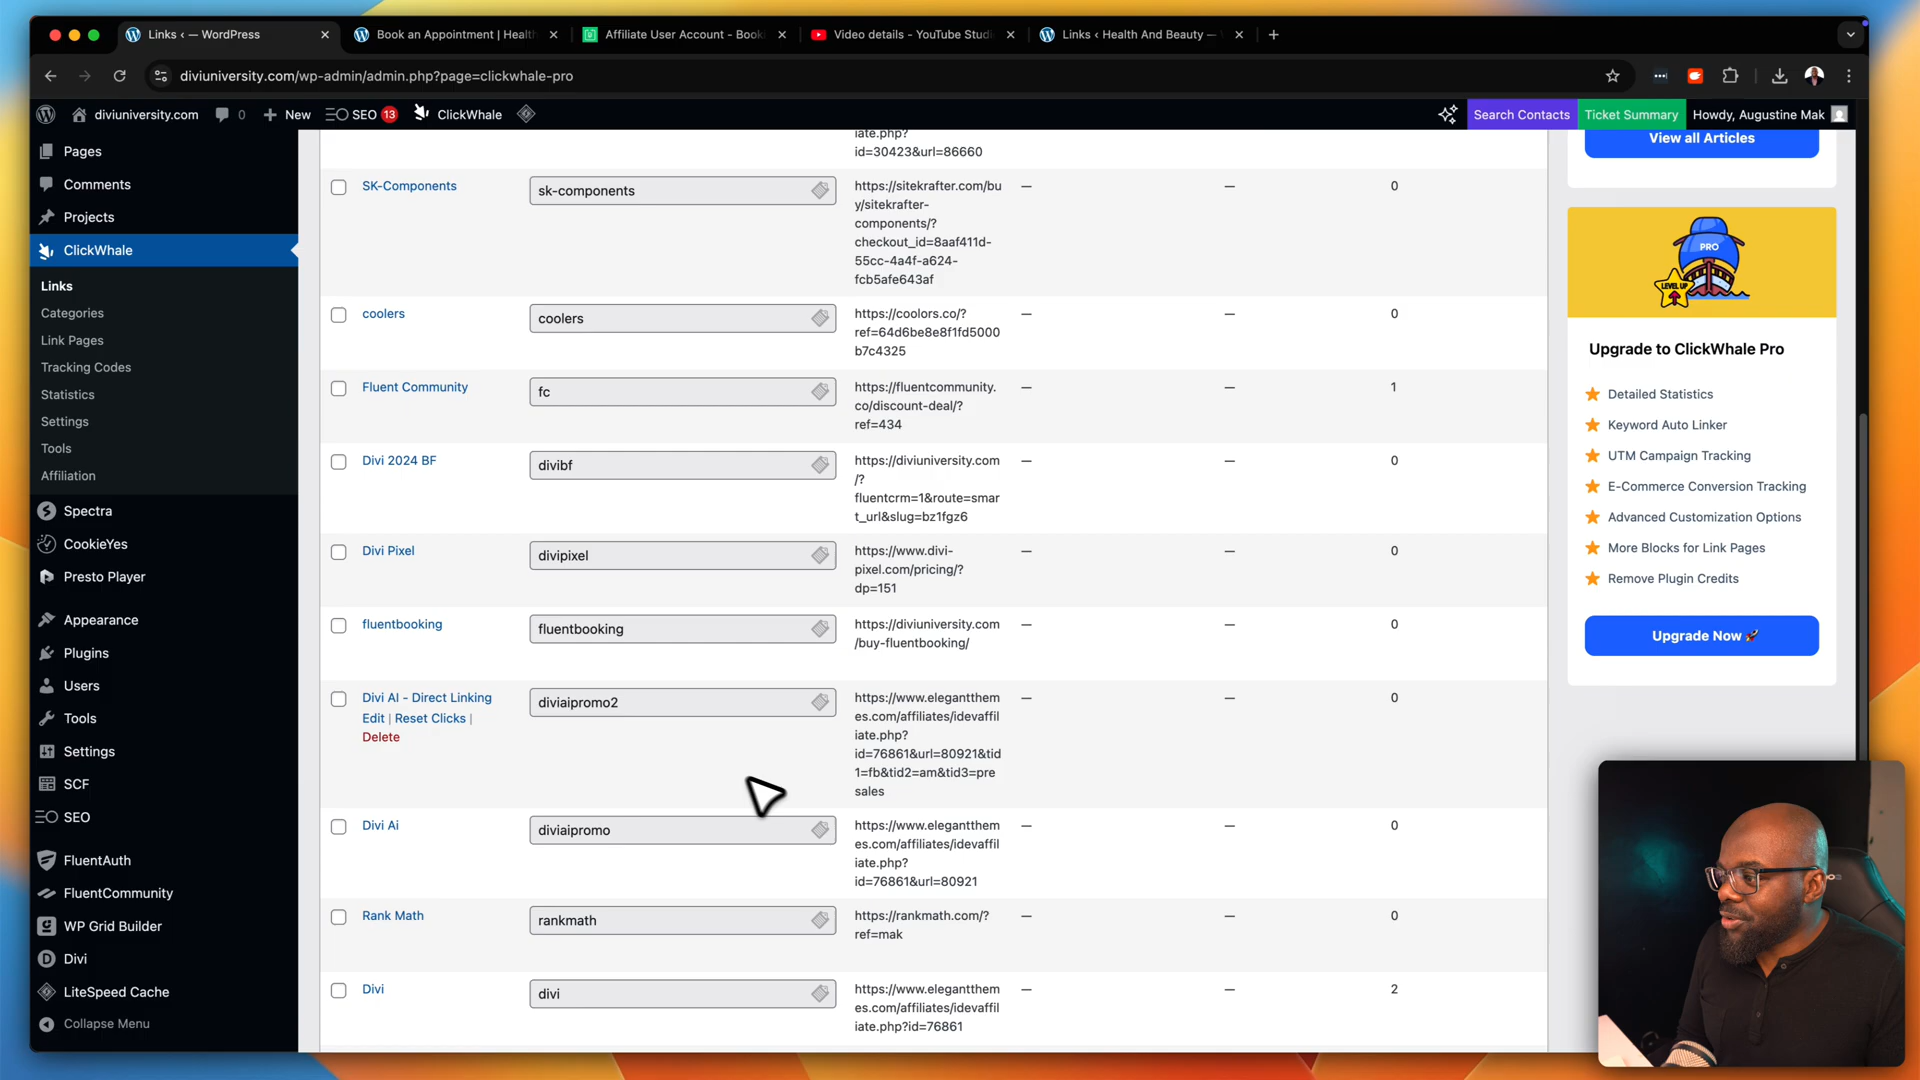 Links ‹ — WordPress
Book an Appointment | Health
Affiliate User Account - Book
Video details - YouTube Studi
Links ‹ Health And Beauty —
diviuniversity.com/wp-admin/admin.php?page=clickwhale-pro
diviuniversity.com
0
New
SEO 13
ClickWhale
Search Contacts
Ticket Summary
Howdy, Augustine Mak
Pages
Comments
Projects
ClickWhale
Links
Categories
Link Pages
Tracking Codes
Statistics
Settings
Tools
Affiliation
Spectra
CookieYes
Presto Player
Appearance
Plugins
Users
Tools
Settings
SCF
SEO
FluentAuth
FluentCommunity
WP Grid Builder
Divi
LiteSpeed Cache
Collapse Menu
iate.php?
id=30423&url=86660
SK-Components
sk-components
https://sitekrafter.com/bu
y/sitekrafter-
components/?
checkout_id=8aaf411d-
55cc-4a4f-a624-
fcb5afe643af
—
—
0
coolers
coolers
https://coolors.co/?
ref=64d6be8e8f1fd5000
b7c4325
—
—
0
Fluent Community
fc
https://fluentcommunity.
co/discount-deal/?
ref=434
—
—
1
Divi 2024 BF
divibf
https://diviuniversity.com
/?
fluentcrm=1&route=smar
t_url&slug=bz1fgz6
—
—
0
Divi Pixel
divipixel
https://www.divi-
pixel.com/pricing/?
dp=151
—
—
0
fluentbooking
fluentbooking
https://diviuniversity.com
/buy-fluentbooking/
—
—
0
Divi AI - Direct Linking
Edit | Reset Clicks |
Delete
diviaipromo2
https://www.elegantthem
es.com/affiliates/idevaffil
iate.php?
id=76861&url=80921&tid
1=fb&tid2=am&tid3=pre
sales
—
—
0
Divi Ai
diviaipromo
https://www.elegantthem
es.com/affiliates/idevaffil
iate.php?
id=76861&url=80921
—
—
0
Rank Math
rankmath
https://rankmath.com/?
ref=mak
—
—
0
Divi
divi
https://www.elegantthem
es.com/affiliates/idevaffil
iate.php?id=76861
—
—
2
View all Articles
PRO
LEVEL UP
Upgrade to ClickWhale Pro
Detailed Statistics
Keyword Auto Linker
UTM Campaign Tracking
E-Commerce Conversion Tracking
Advanced Customization Options
More Blocks for Link Pages
Remove Plugin Credits
Upgrade Now 🚀